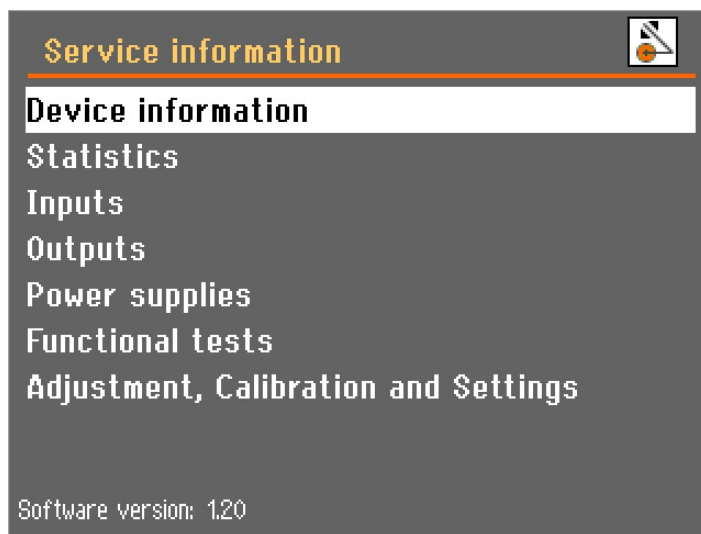 Service information
Device information
Statistics
Inputs
Outputs
Power supplies
Functional tests
Adjustment, Calibration and Settings
Software version: 1.20